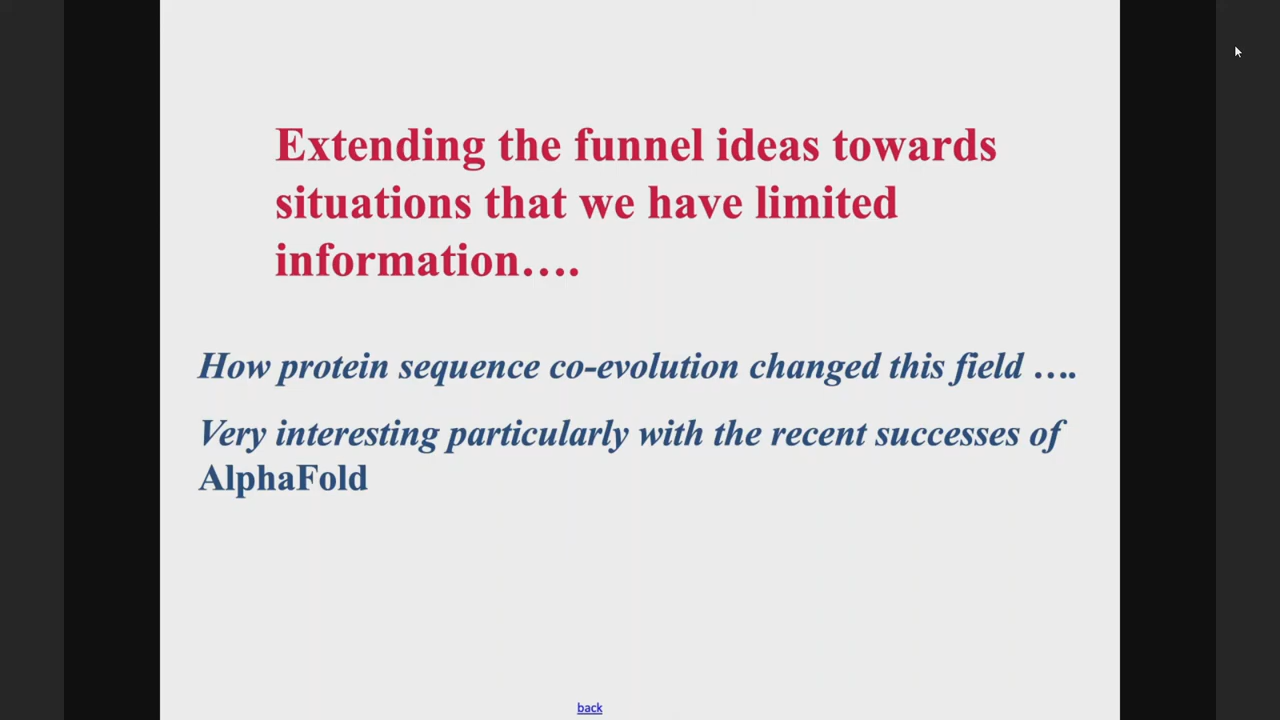 Extending the funnel ideas towards
situations that we have limited
information….
How protein sequence co-evolution changed this field ….
Very interesting particularly with the recent successes of
AlphaFold
back